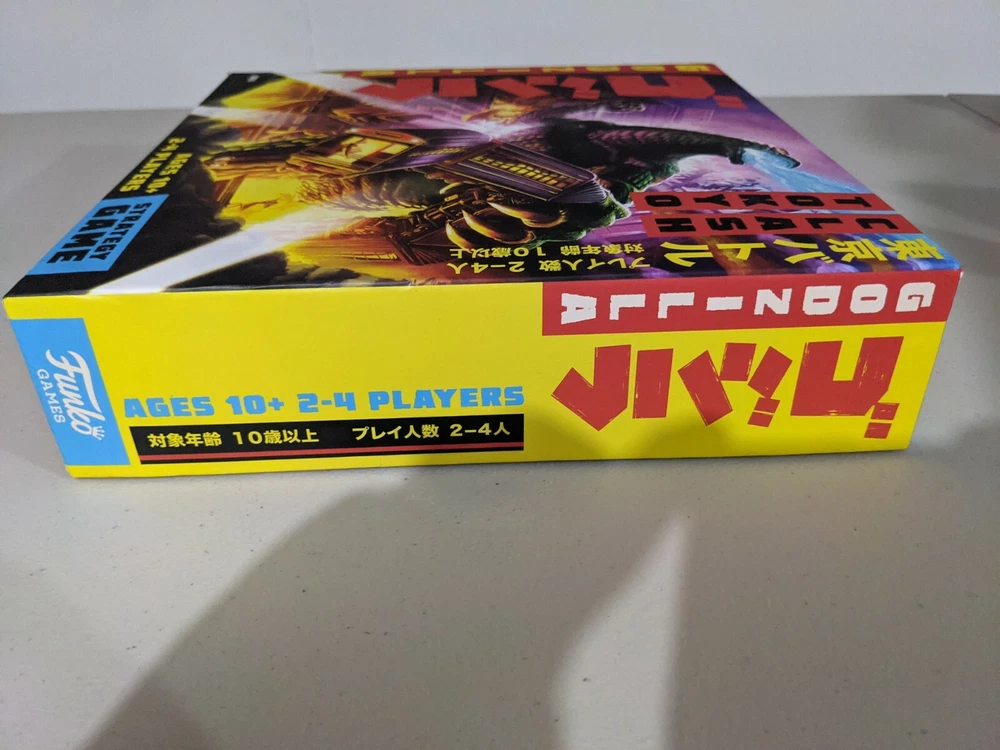 GODZILLA
ゴジラ
AGES 10+
2-4 PLAYERS
STRATEGY
GAME
TOKYO
CLASH
東京バトル
プレイ人数 2−4人
対象年齢 10歳以上
GODZILLA
ゴジラ
Funko
GAMES
AGES 10+ 2-4 PLAYERS
対象年齢 10歳以上 プレイ人数 2−4人